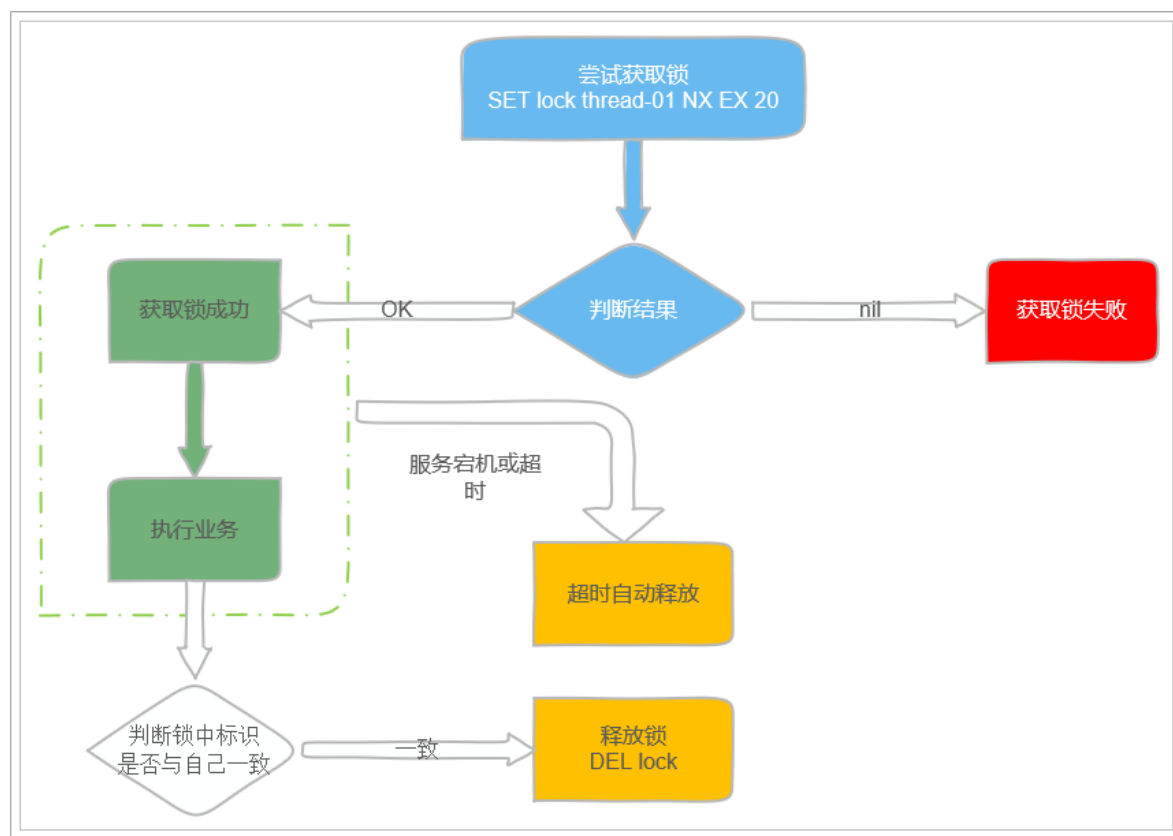 尝试获取锁
SET lock thread-01 NX EX 20
获取锁成功
OK
判断结果
nil
获取锁失败
服务宕机或超
时
执行业务
超时自动释放
判断锁中标识
是否与自己一致
一致
释放锁
DEL lock